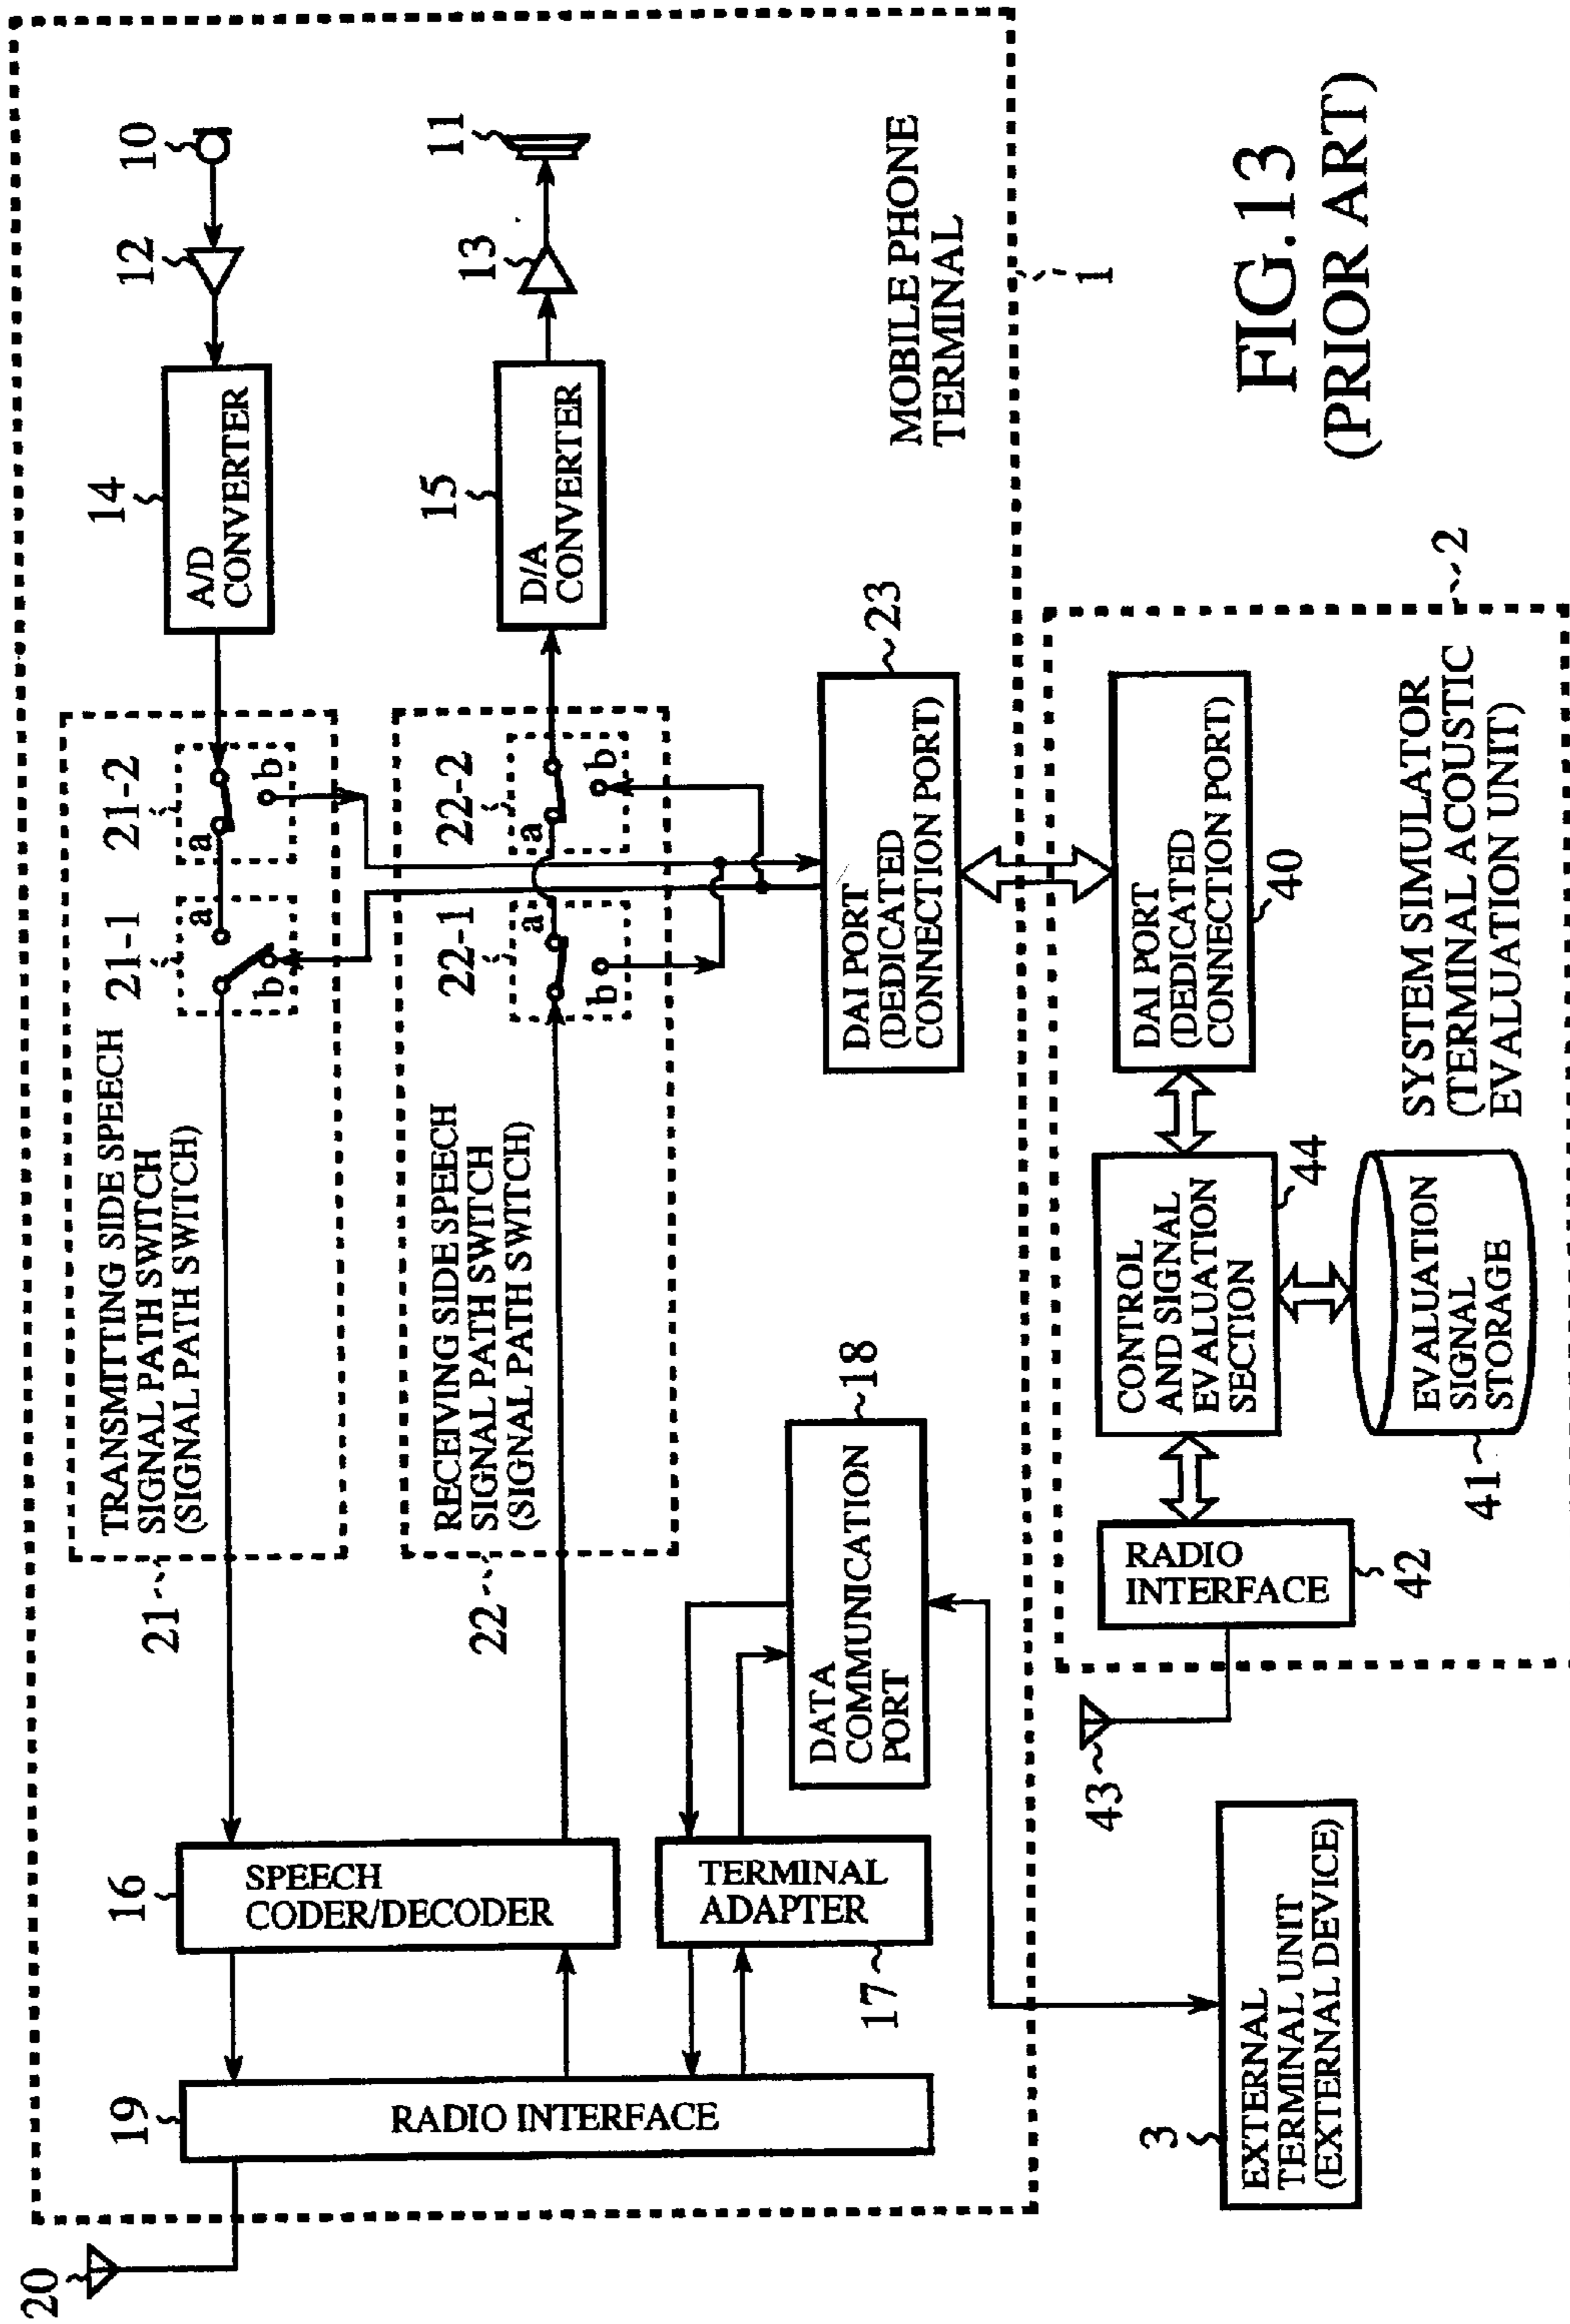 20
19
RADIO INTERFACE
16
SPEECH
CODER/DECODER
17
TERMINAL
ADAPTER
18
DATA
COMMUNICATION
PORT
21
TRANSMITTING SIDE SPEECH
SIGNAL PATH SWITCH
(SIGNAL PATH SWITCH)
21-1
a
b
21-2
a
b
22
RECEIVING SIDE SPEECH
SIGNAL PATH SWITCH
(SIGNAL PATH SWITCH)
22-1
a
b
22-2
a
b
14
A/D
CONVERTER
12
10
15
D/A
CONVERTER
13
11
23
DAI PORT
(DEDICATED
CONNECTION PORT)
MOBILE PHONE
TERMINAL
1
3
EXTERNAL
TERMINAL UNIT
(EXTERNAL DEVICE)
43
RADIO
INTERFACE
42
CONTROL
AND SIGNAL
EVALUATION
SECTION
44
EVALUATION
SIGNAL
STORAGE
41
DAI PORT
(DEDICATED
CONNECTION PORT)
40
SYSTEM SIMULATOR
(TERMINAL ACOUSTIC
EVALUATION UNIT)
2
FIG.13
(PRIOR ART)